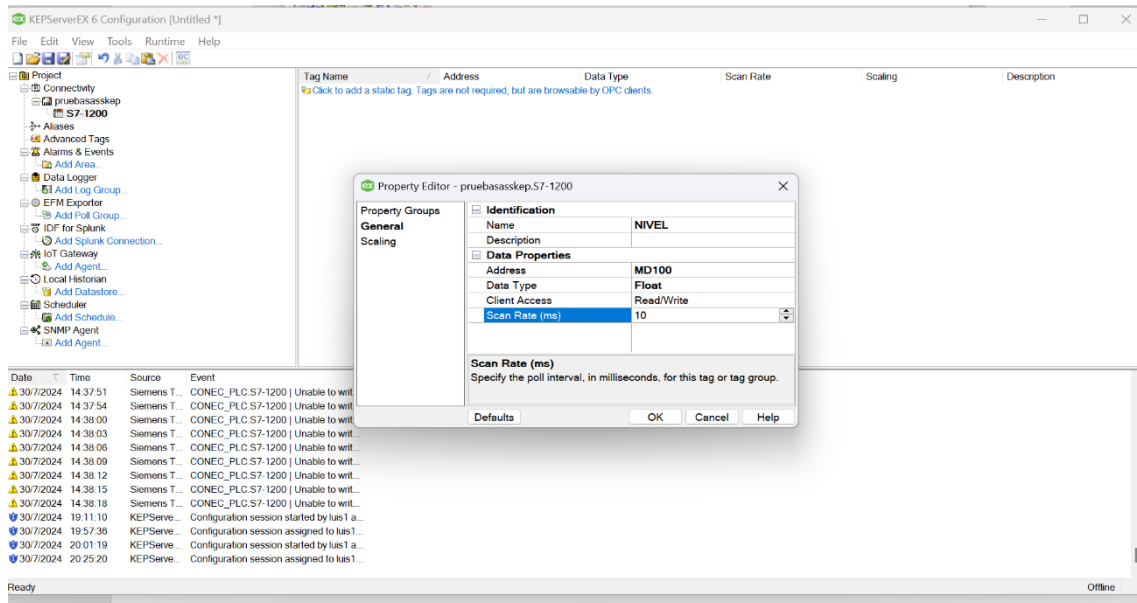 KEPServerEX 6 Configuration [Untitled *]
File Edit View Tools Runtime Help
Project
Connectivity
pruebasasskep
S7-1200
Aliases
Advanced Tags
Alarms & Events
Add Area...
Data Logger
Add Log Group...
EFM Exporter
Add Poll Group...
IDF for Splunk
Add Splunk Connection...
IoT Gateway
Add Agent...
Local Historian
Add Datastore...
Scheduler
Add Schedule...
SNMP Agent
Add Agent...
Tag Name / Address Data Type Scan Rate Scaling Description
Click to add a static tag. Tags are not required, but are browsable by OPC clients.
Property Editor - pruebasasskep.S7-1200
Property Groups
General
Scaling
Identification
Name NIVEL
Description
Data Properties
Address MD100
Data Type Float
Client Access Read/Write
Scan Rate (ms) 10
Scan Rate (ms)
Specify the poll interval, in milliseconds, for this tag or tag group.
Defaults OK Cancel Help
Date Time Source Event
30/7/2024 14:37:51 Siemens T... CONEC_PLC.S7-1200 | Unable to writ
30/7/2024 14:37:54 Siemens T... CONEC_PLC.S7-1200 | Unable to writ
30/7/2024 14:38:00 Siemens T... CONEC_PLC.S7-1200 | Unable to writ
30/7/2024 14:38:03 Siemens T... CONEC_PLC.S7-1200 | Unable to writ
30/7/2024 14:38:06 Siemens T... CONEC_PLC.S7-1200 | Unable to writ...
30/7/2024 14:38:09 Siemens T... CONEC_PLC.S7-1200 | Unable to writ...
30/7/2024 14:38:12 Siemens T... CONEC_PLC.S7-1200 | Unable to writ...
30/7/2024 14:38:15 Siemens T... CONEC_PLC.S7-1200 | Unable to writ...
30/7/2024 14:38:18 Siemens T... CONEC_PLC.S7-1200 | Unable to writ...
30/7/2024 19:11:10 KEPServe... Configuration session started by luis1 a...
30/7/2024 19:57:36 KEPServe... Configuration session assigned to luis1...
30/7/2024 20:01:19 KEPServe... Configuration session started by luis1 a...
30/7/2024 20:25:20 KEPServe... Configuration session assigned to luis1...
Ready Offline